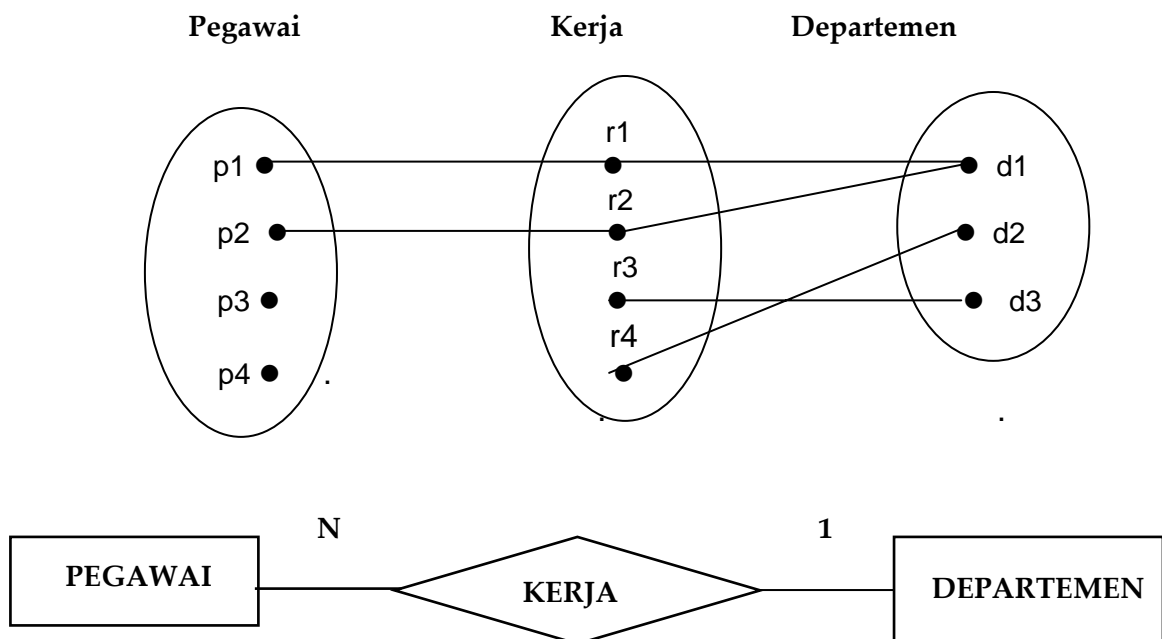 Pegawai Kerja Departemen
r1
p1 d1
r2
p2 d2
r3
p3 d3
r4
p4 .
. .
N 1
PEGAWAI KERJA DEPARTEMEN